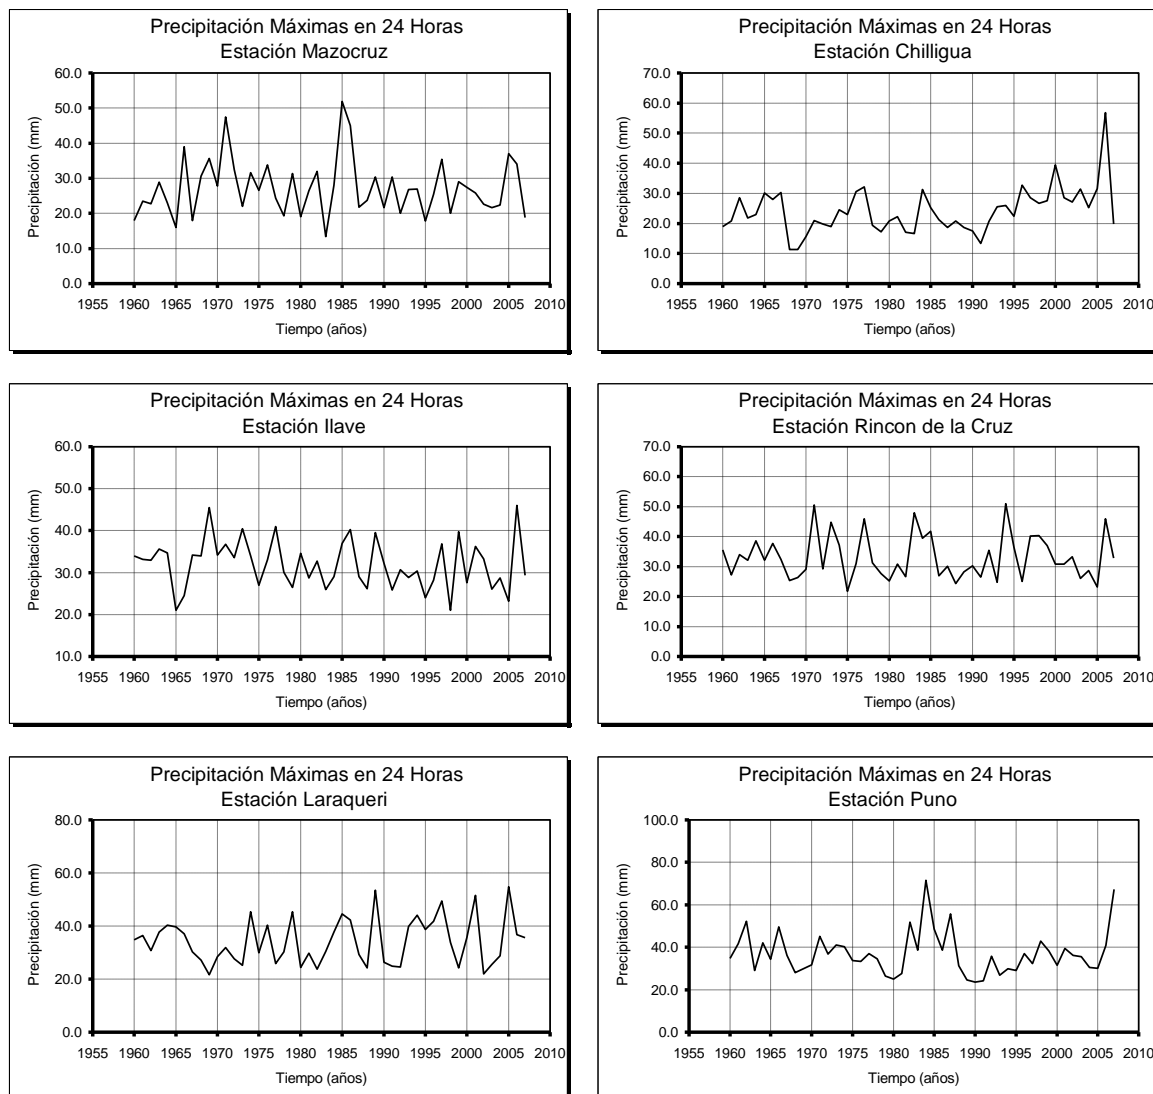 Precipitación Máximas en 24 Horas
Estación Mazocruz
Precipitación (mm)
60.0
50.0
40.0
30.0
20.0
10.0
0.0
1955 1960 1965 1970 1975 1980 1985 1990 1995 2000 2005 2010
Tiempo (años)
Precipitación Máximas en 24 Horas
Estación Chilligua
Precipitación (mm)
70.0
60.0
50.0
40.0
30.0
20.0
10.0
0.0
1955 1960 1965 1970 1975 1980 1985 1990 1995 2000 2005 2010
Tiempo (años)
Precipitación Máximas en 24 Horas
Estación Ilave
Precipitación (mm)
60.0
50.0
40.0
30.0
20.0
10.0
1955 1960 1965 1970 1975 1980 1985 1990 1995 2000 2005 2010
Tiempo (años)
Precipitación Máximas en 24 Horas
Estación Rincon de la Cruz
Precipitación (mm)
70.0
60.0
50.0
40.0
30.0
20.0
10.0
0.0
1955 1960 1965 1970 1975 1980 1985 1990 1995 2000 2005 2010
Tiempo (años)
Precipitación Máximas en 24 Horas
Estación Laraqueri
Precipitación (mm)
80.0
60.0
40.0
20.0
0.0
1955 1960 1965 1970 1975 1980 1985 1990 1995 2000 2005 2010
Tiempo (años)
Precipitación Máximas en 24 Horas
Estación Puno
Precipitación (mm)
100.0
80.0
60.0
40.0
20.0
0.0
1955 1960 1965 1970 1975 1980 1985 1990 1995 2000 2005 2010
Tiempo (años)